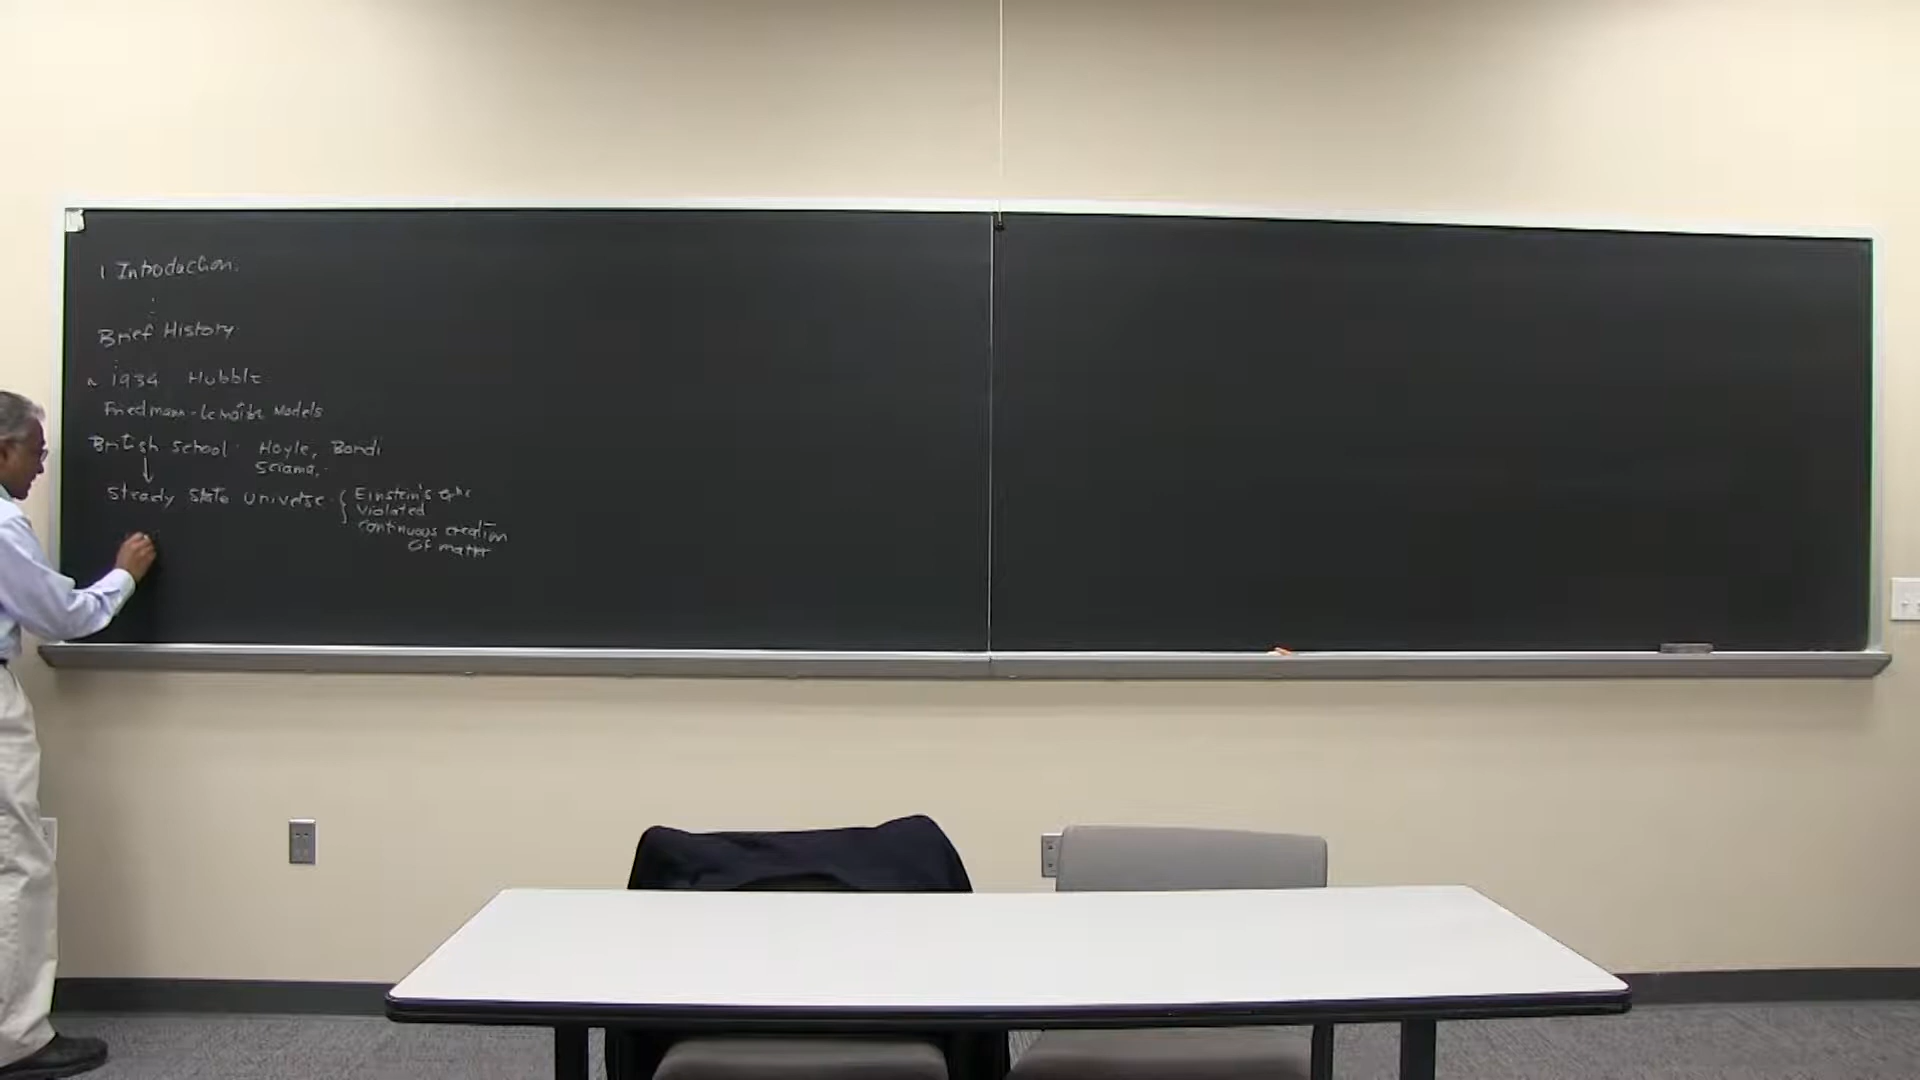 1 Introduction.
Brief History
~ 1934 Hubble
Friedmann-Lemaître Models
British School: Hoyle, Bondi
Sciama,
Steady State Universe { Einstein's eqns
Violated
Continuous creation
of matter